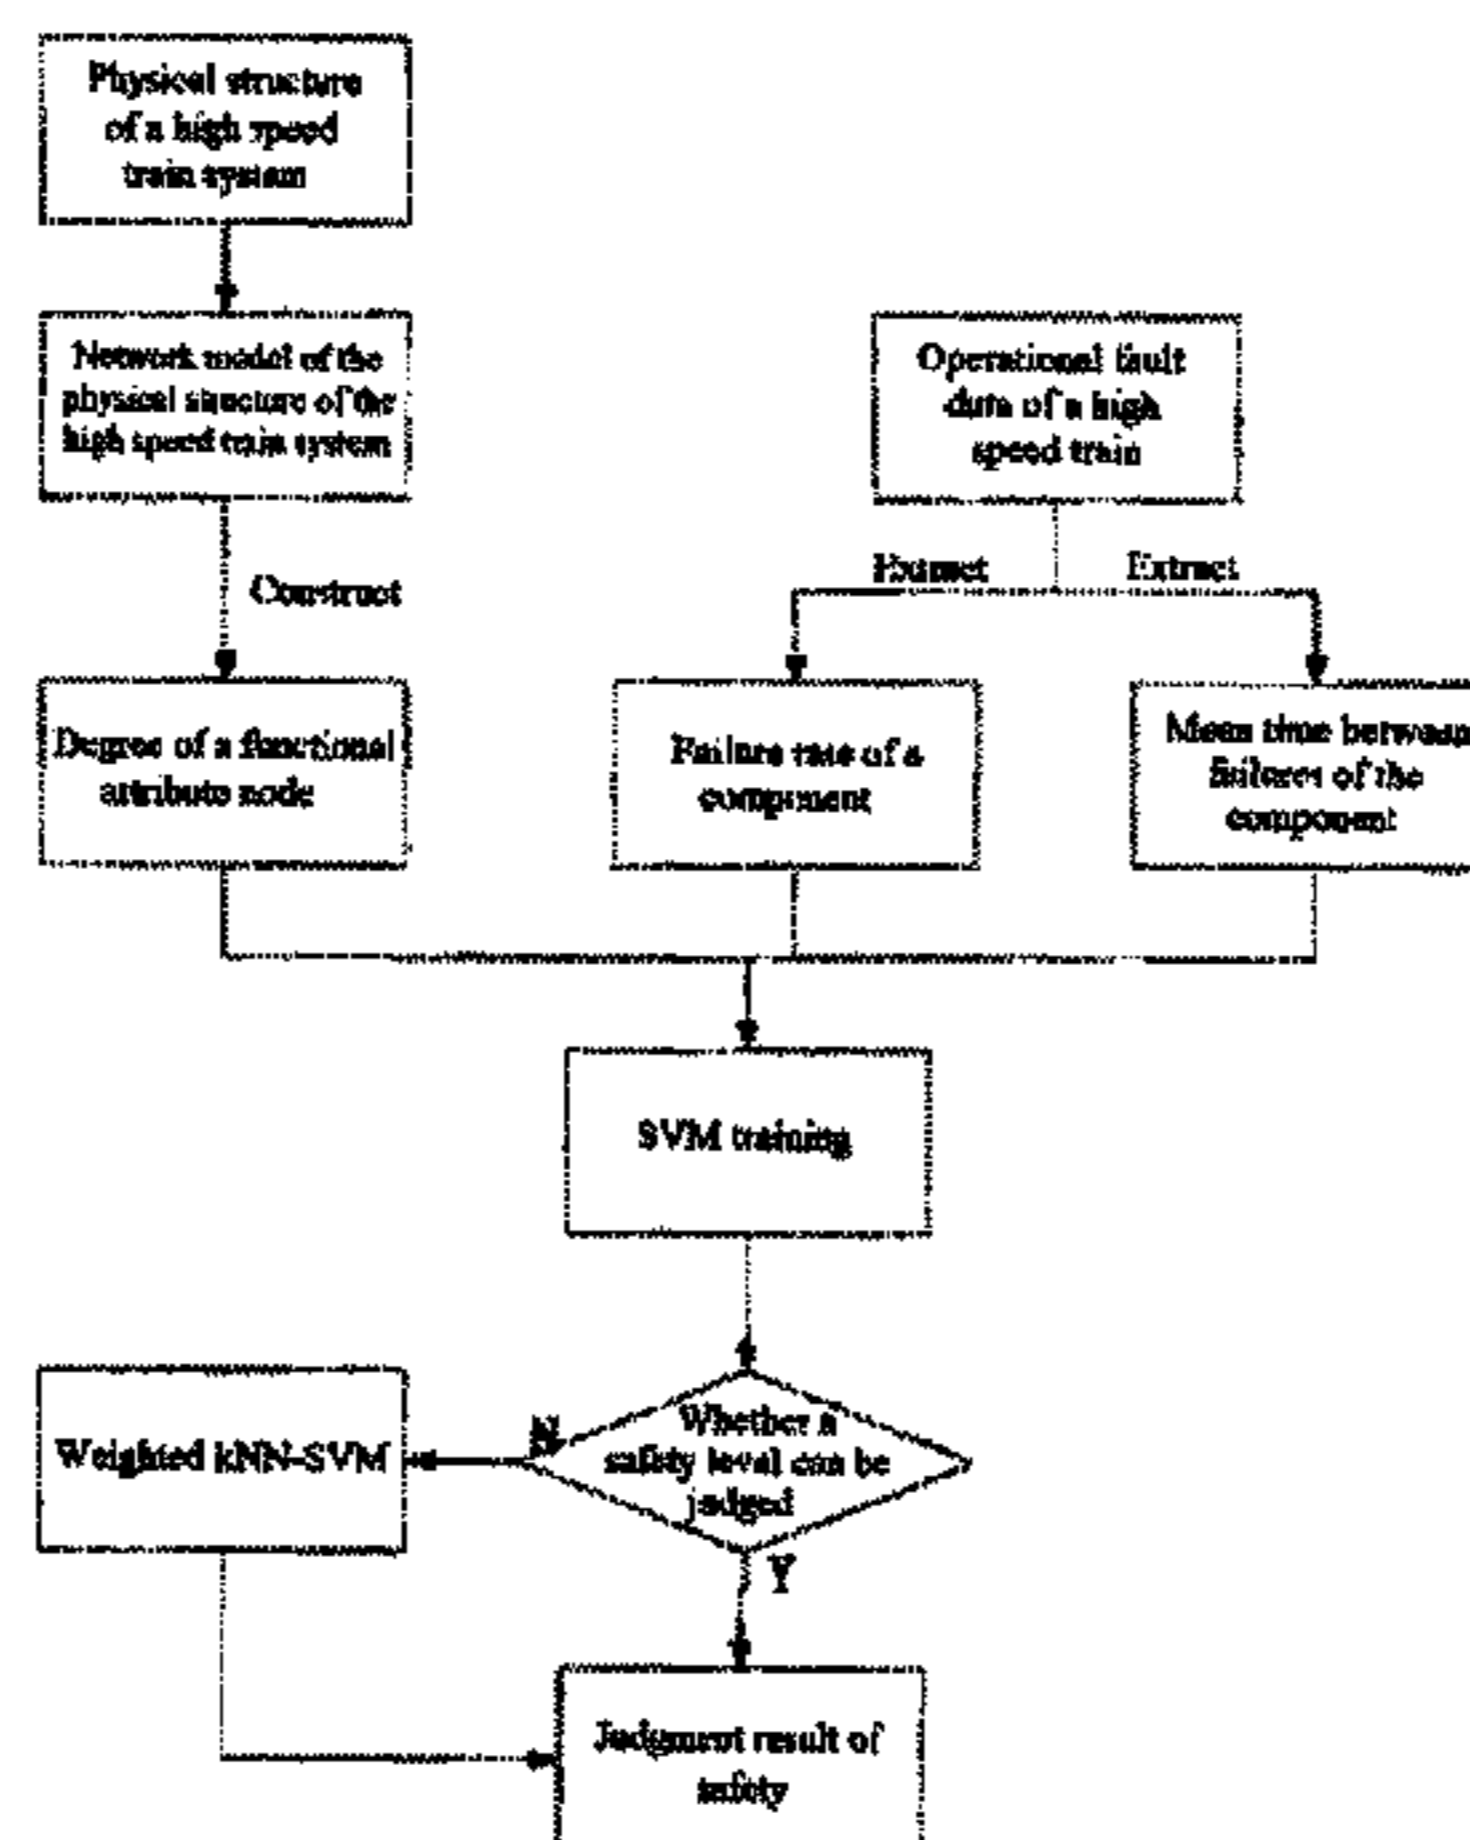 Physical structure
of a high speed
train system
Network model of the
physical structure of the
high speed train system
Operational fault
data of a high
speed train
Construct
Extract
Extract
Degree of a functional
attribute node
Failure rate of a
component
Mean time between
failures of the
component
SVM training
Whether a
safety level can be
judged
N
Weighted kNN-SVM
Y
Judgment result of
safety